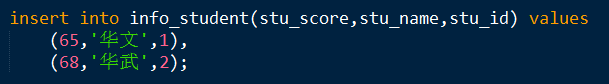 insert into info_student(stu_score,stu_name,stu_id) values
(65,'华文',1),
(68,'华武',2);